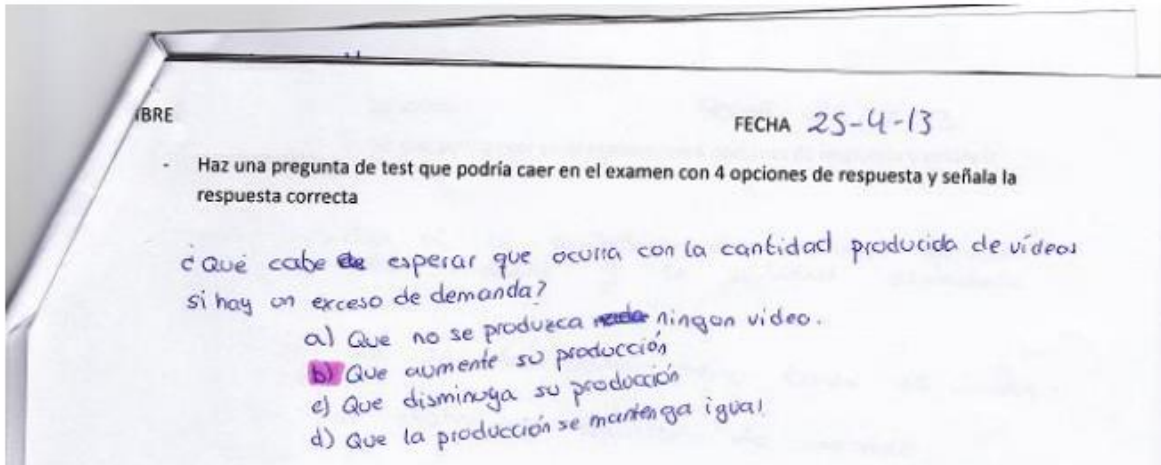 IBRE
FECHA 25-4-13
- Haz una pregunta de test que podría caer en el examen con 4 opciones de respuesta y señala la
respuesta correcta
¿Qué cabe esperar que ocurra con la cantidad producida de vídeos
si hay un exceso de demanda?
a) Que no se produzca ningun video.
b) Que aumente su producción
c) Que disminuya su producción
d) Que la producción se mantenga igual